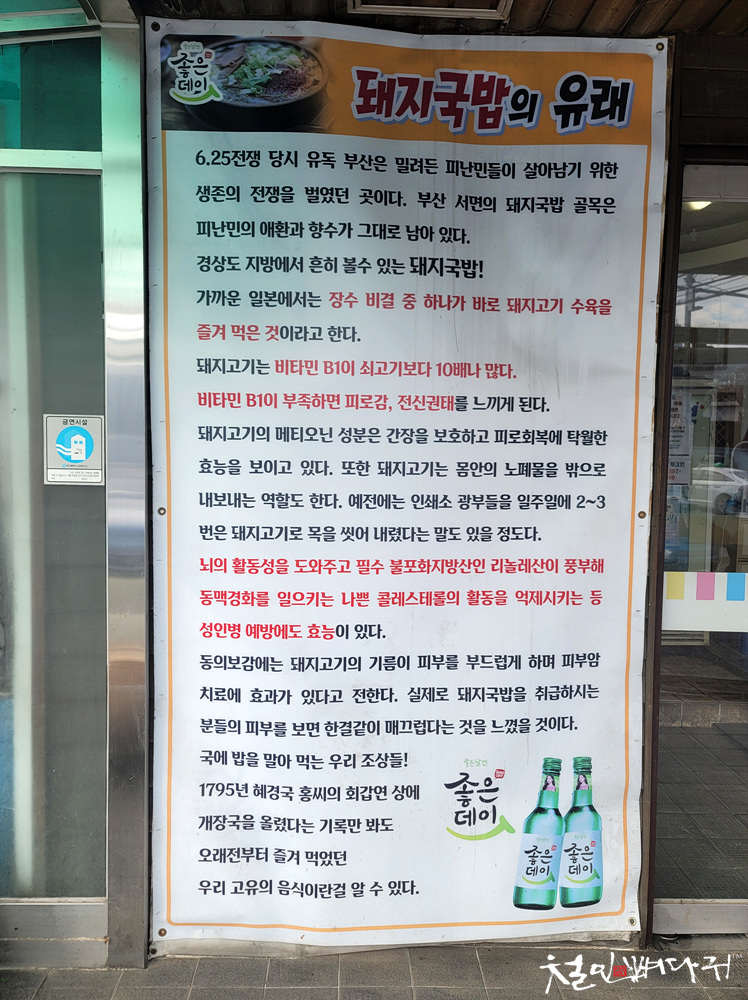 좋은날엔
좋은
데이
돼지국밥의 유래
6.25전쟁 당시 유독 부산은 밀려든 피난민들이 살아남기 위한
생존의 전쟁을 벌였던 곳이다. 부산 서면의 돼지국밥 골목은
피난민의 애환과 향수가 그대로 남아 있다.
경상도 지방에서 흔히 볼수 있는 돼지국밥!
가까운 일본에서는 장수 비결 중 하나가 바로 돼지고기 수육을
즐겨 먹은 것이라고 한다.
돼지고기는 비타민 B1이 쇠고기보다 10배나 많다.
비타민 B1이 부족하면 피로감, 전신권태를 느끼게 된다.
돼지고기의 메티오닌 성분은 간장을 보호하고 피로회복에 탁월한
효능을 보이고 있다. 또한 돼지고기는 몸안의 노폐물을 밖으로
내보내는 역할도 한다. 예전에는 인쇄소 광부들을 일주일에 2~3
번은 돼지고기로 목을 씻어 내렸다는 말도 있을 정도다.
뇌의 활동성을 도와주고 필수 불포화지방산인 리놀레산이 풍부해
동맥경화를 일으키는 나쁜 콜레스테롤의 활동을 억제시키는 등
성인병 예방에도 효능이 있다.
동의보감에는 돼지고기의 기름이 피부를 부드럽게 하며 피부암
치료에 효과가 있다고 전한다. 실제로 돼지국밥을 취급하시는
분들의 피부를 보면 한결같이 매끄럽다는 것을 느꼈을 것이다.
국에 밥을 말아 먹는 우리 조상들!
1795년 혜경국 홍씨의 회갑연 상에
개장국을 올렸다는 기록만 봐도
오래전부터 즐겨 먹었던
우리 고유의 음식이란걸 알 수 있다.
좋은날엔
좋은
데이
좋은
데이
좋은
데이
금연시설
철민뼈다귀™